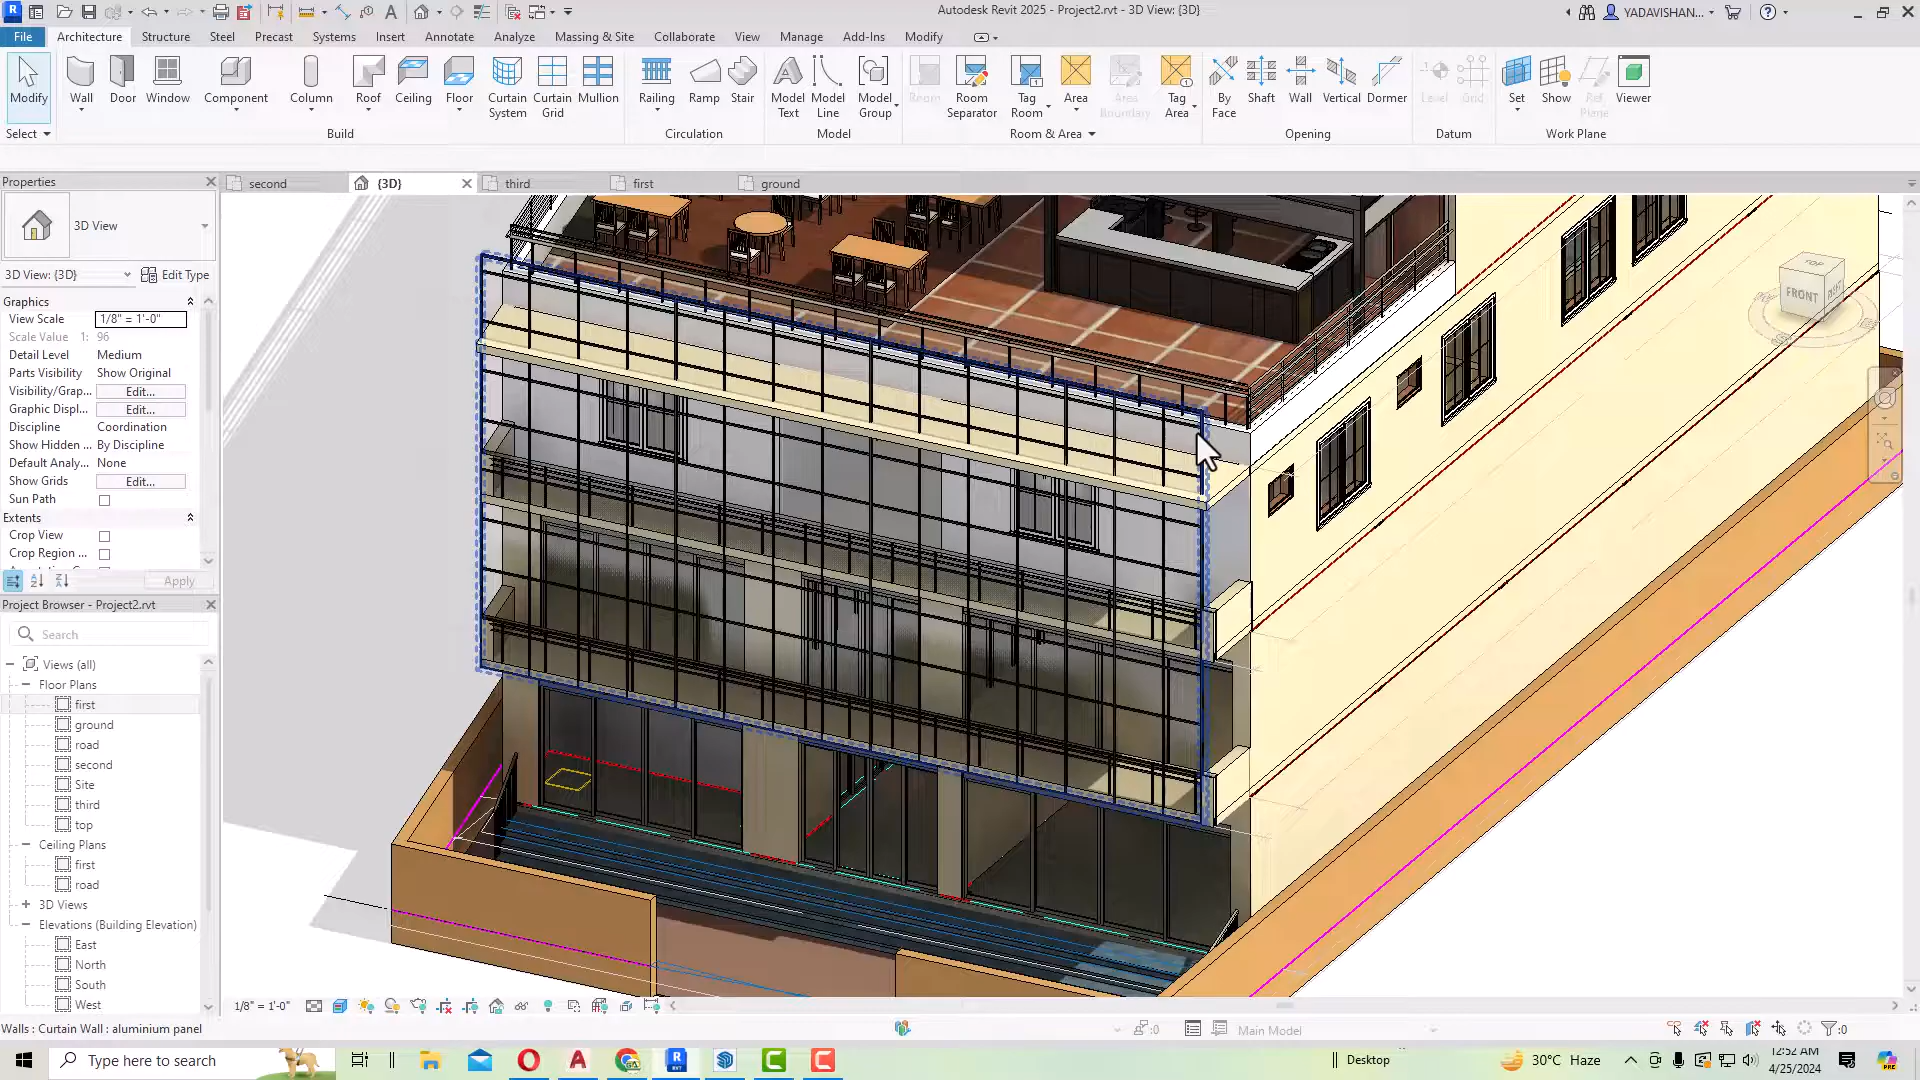 Autodesk Revit 2025 - Project2.rvt - 3D View: {3D}
YADAVISHAN...
File Architecture Structure Steel Precast Systems Insert Annotate Analyze Massing & Site Collaborate View Manage Add-Ins Modify
Modify Wall Door Window Component Column Roof Ceiling Floor Curtain System Curtain Grid Mullion Railing Ramp Stair Model Text Model Line Model Group Room Room Separator Tag Room Area Area Boundary Tag Area By Face Shaft Wall Vertical Dormer Level Grid Set Show Ref Plane Viewer
Select Build Circulation Model Room & Area Opening Datum Work Plane
Properties
second {3D} third first ground
3D View
3D View: {3D} Edit Type
Graphics
View Scale 1/8" = 1'-0"
Scale Value 1: 96
Detail Level Medium
Parts Visibility Show Original
Visibility/Grap... Edit...
Graphic Displ... Edit...
Discipline Coordination
Show Hidden ... By Discipline
Default Analy... None
Show Grids Edit...
Sun Path
Extents
Crop View
Crop Region ...
Apply
TOP
FRONT
RIGHT
Project Browser - Project2.rvt
Search
Views (all)
Floor Plans
first
ground
road
second
Site
third
top
Ceiling Plans
first
road
3D Views
Elevations (Building Elevation)
East
North
South
West
1/8" = 1'-0"
Walls : Curtain Wall : aluminium panel
:0
Main Model
:0
Type here to search
Desktop
30°C Haze
12:52 AM
4/25/2024